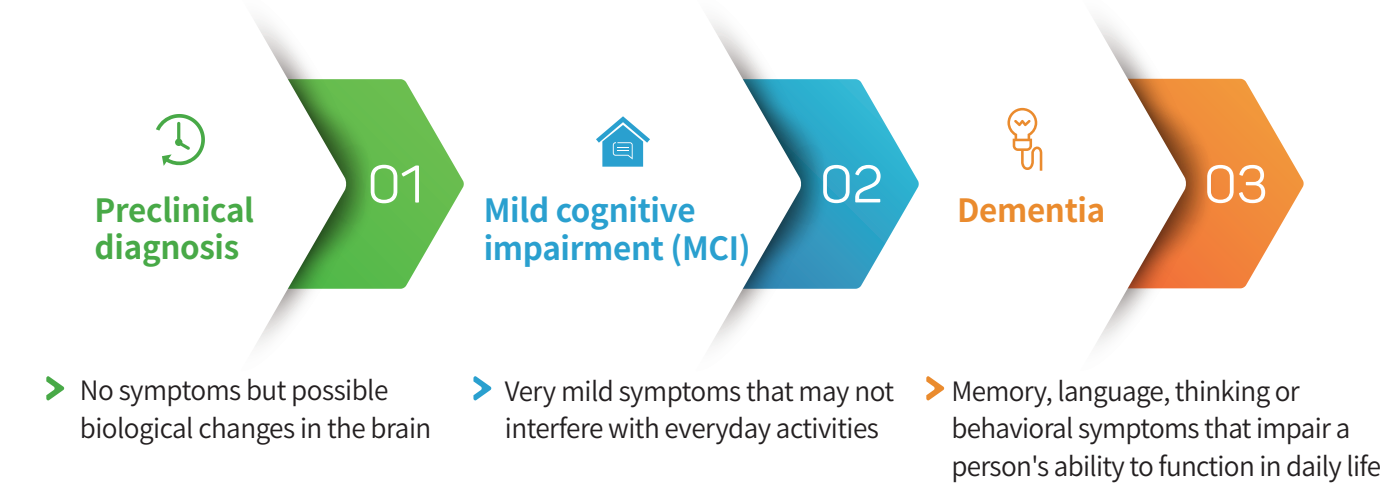 01
Preclinical
diagnosis
No symptoms but possible
biological changes in the brain
02
Mild cognitive
impairment (MCI)
Very mild symptoms that may not
interfere with everyday activities
03
Dementia
Memory, language, thinking or
behavioral symptoms that impair a
person's ability to function in daily life